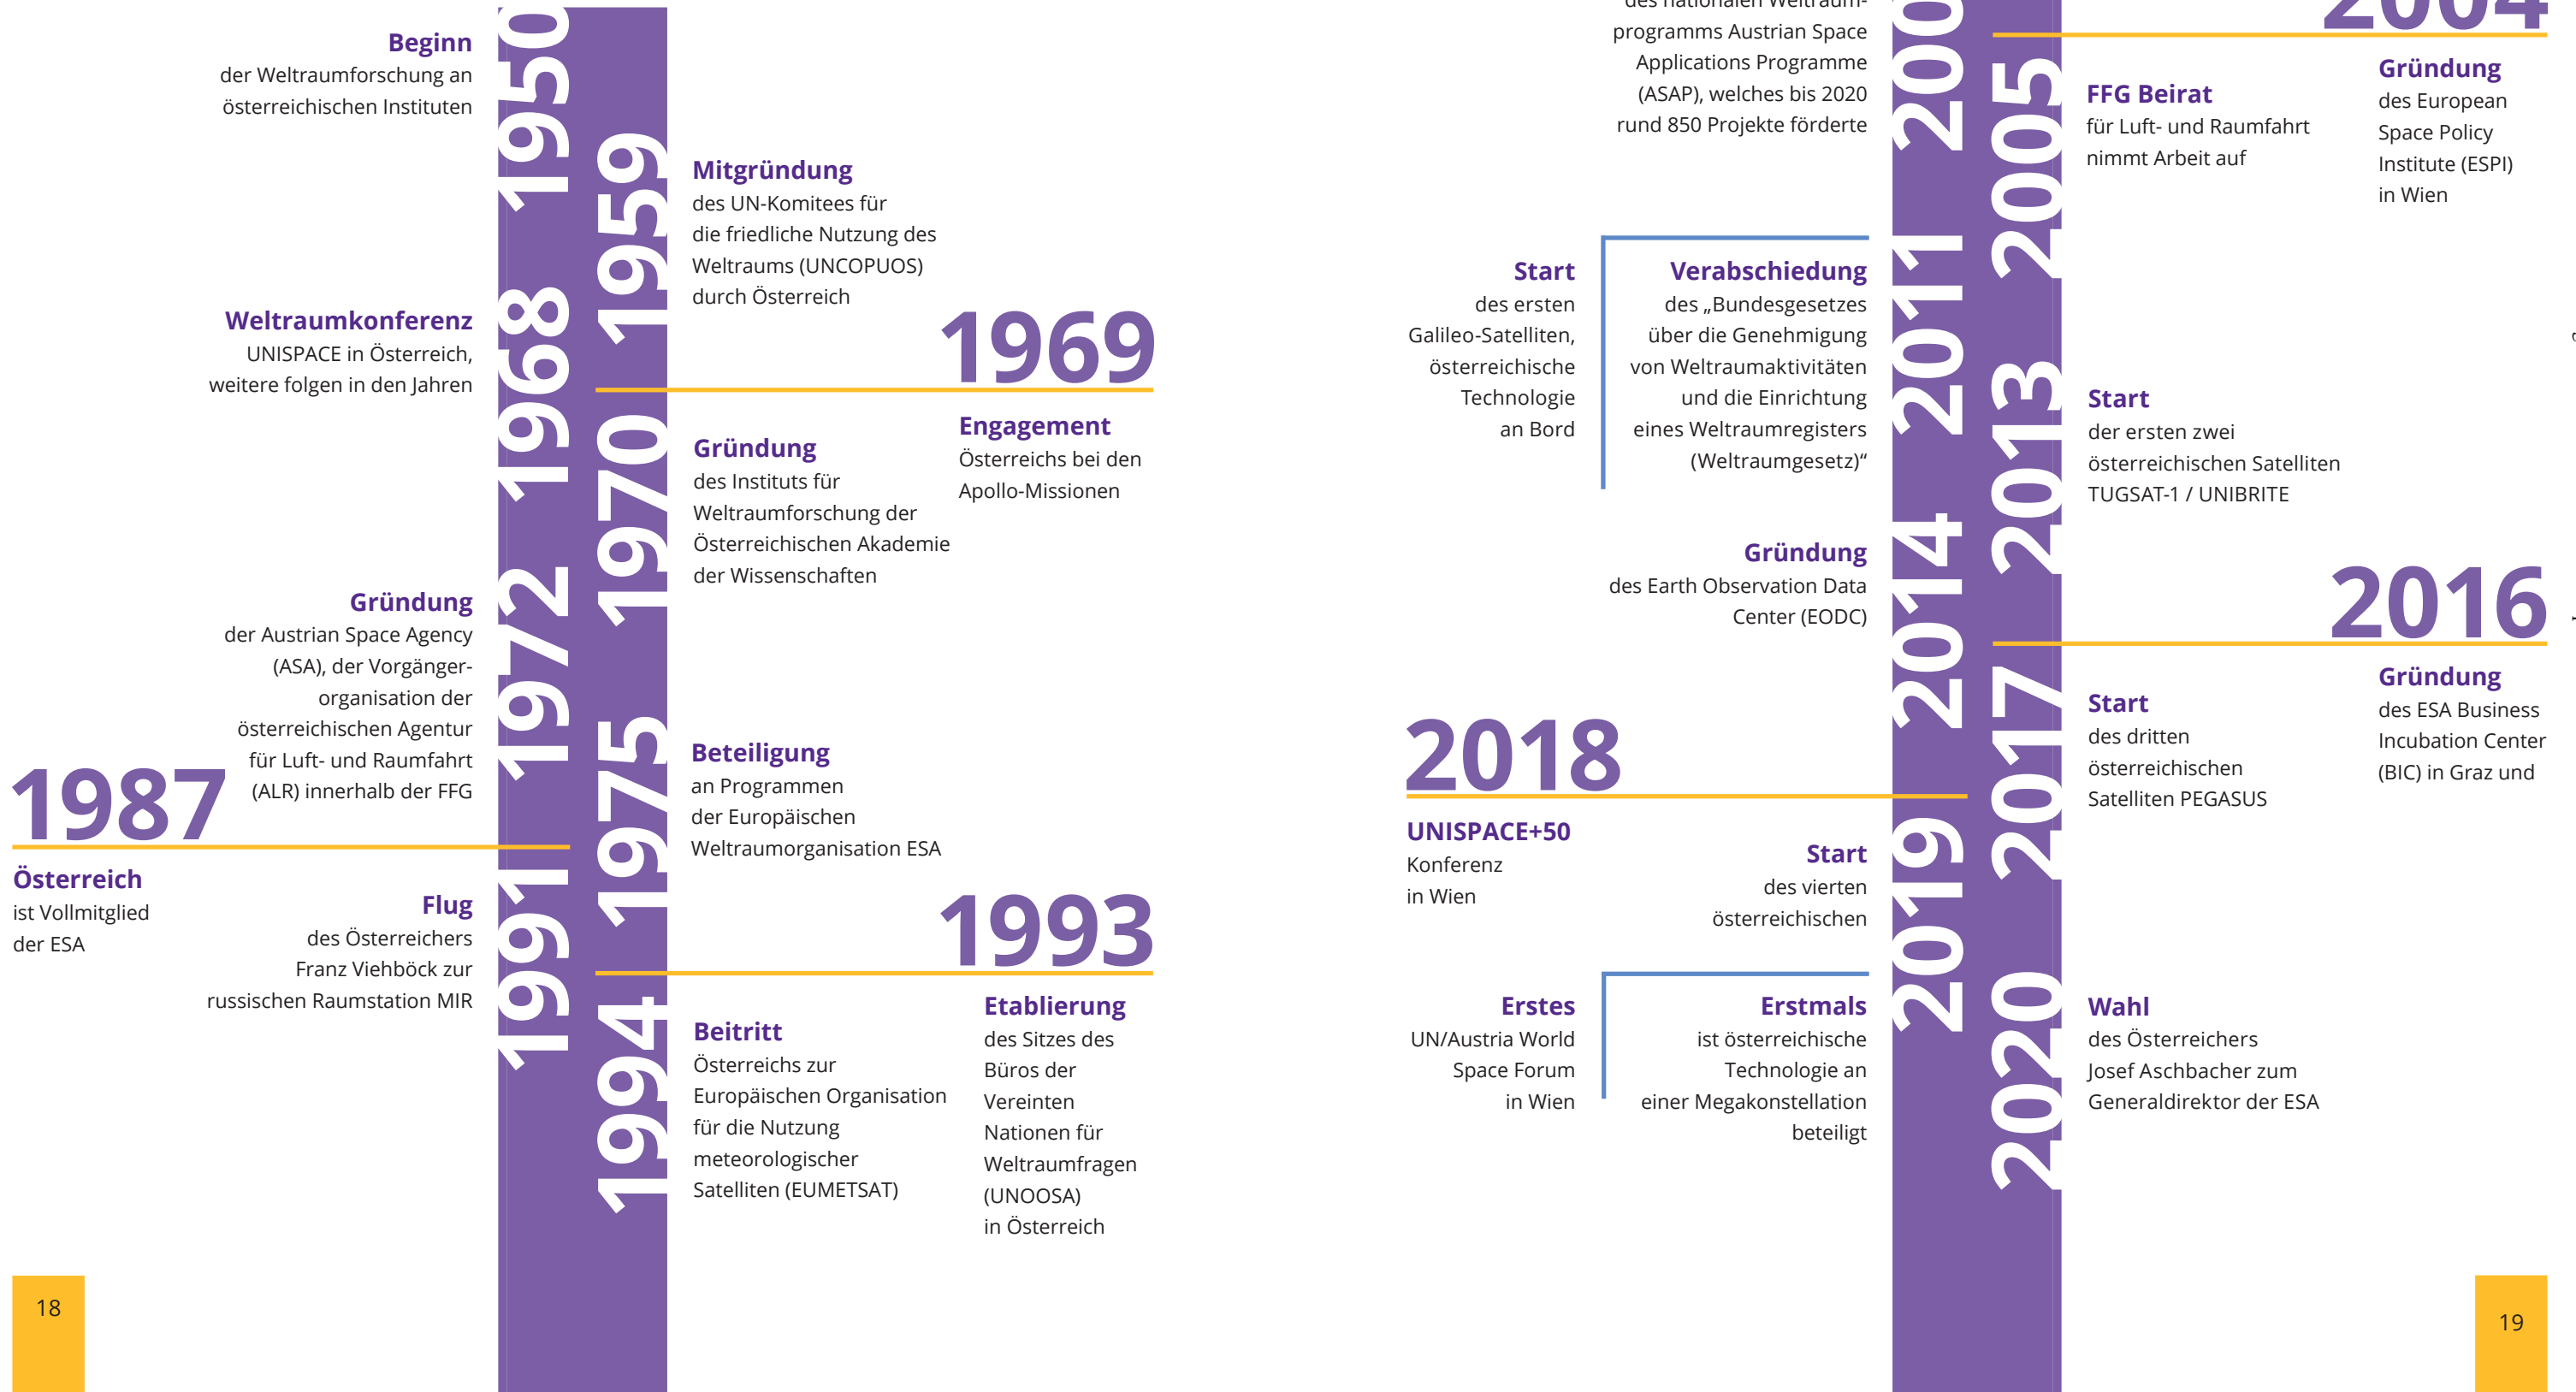 1950
Beginn
der Weltraumforschung an
österreichischen Instituten
1959
Mitgründung
des UN-Komitees für
die friedliche Nutzung des
Weltraums (UNCOPUOS)
durch Österreich
1968
Weltraumkonferenz
UNISPACE in Österreich,
weitere folgen in den Jahren
1969
Engagement
Österreichs bei den
Apollo-Missionen
1970
Gründung
des Instituts für
Weltraumforschung der
Österreichischen Akademie
der Wissenschaften
1972
Gründung
der Austrian Space Agency
(ASA), der Vorgänger-
organisation der
österreichischen Agentur
für Luft- und Raumfahrt
(ALR) innerhalb der FFG
1975
Beteiligung
an Programmen
der Europäischen
Weltraumorganisation ESA
1987
Österreich
ist Vollmitglied
der ESA
1991
Flug
des Österreichers
Franz Viehböck zur
russischen Raumstation MIR
1993
Etablierung
des Sitzes des
Büros der
Vereinten
Nationen für
Weltraumfragen
(UNOOSA)
in Österreich
1994
Beitritt
Österreichs zur
Europäischen Organisation
für die Nutzung
meteorologischer
Satelliten (EUMETSAT)
18
des nationalen Weltraum-
programms Austrian Space
Applications Programme
(ASAP), welches bis 2020
rund 850 Projekte förderte
2004
Gründung
des European
Space Policy
Institute (ESPI)
in Wien
2005
FFG Beirat
für Luft- und Raumfahrt
nimmt Arbeit auf
2011
Start
des ersten
Galileo-Satelliten,
österreichische
Technologie
an Bord
Verabschiedung
des „Bundesgesetzes
über die Genehmigung
von Weltraumaktivitäten
und die Einrichtung
eines Weltraumregisters
(Weltraumgesetz)“
2013
Start
der ersten zwei
österreichischen Satelliten
TUGSAT-1 / UNIBRITE
2014
Gründung
des Earth Observation Data
Center (EODC)
2016
Gründung
des ESA Business
Incubation Center
(BIC) in Graz und
2017
Start
des dritten
österreichischen
Satelliten PEGASUS
2018
UNISPACE+50
Konferenz
in Wien
2019
Start
des vierten
österreichischen
Erstes
UN/Austria World
Space Forum
in Wien
Erstmals
ist österreichische
Technologie an
einer Megakonstellation
beteiligt
2020
Wahl
des Österreichers
Josef Aschbacher zum
Generaldirektor der ESA
19